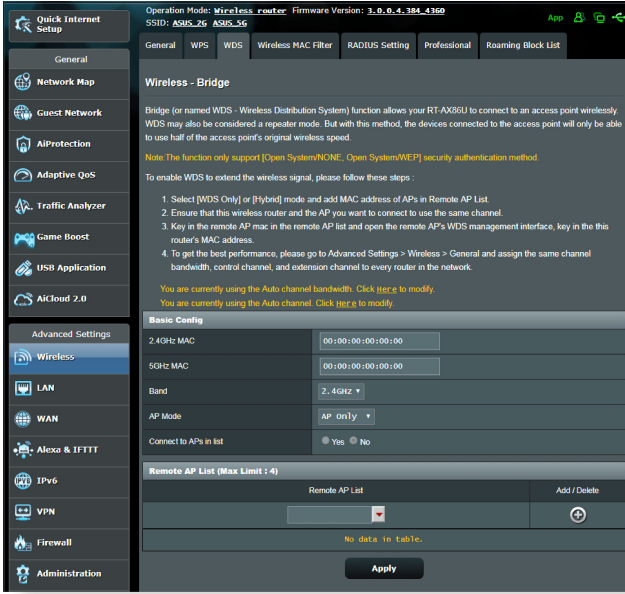 Operation Mode: Wireless router Firmware Version: 3.0.0.4.384_4360
SSID: ASUS_2G ASUS_5G
App
Quick Internet
Setup
General
Network Map
Guest Network
AiProtection
Adaptive QoS
Traffic Analyzer
Game Boost
USB Application
AiCloud 2.0
Advanced Settings
Wireless
LAN
WAN
Alexa & IFTTT
IPv6
VPN
Firewall
Administration
General WPS WDS Wireless MAC Filter RADIUS Setting Professional Roaming Block List
Wireless - Bridge
Bridge (or named WDS - Wireless Distribution System) function allows your RT-AX86U to connect to an access point wirelessly.
WDS may also be considered a repeater mode. But with this method, the devices connected to the access point will only be able
to use half of the access point's original wireless speed.
Note:The function only support [Open System/NONE, Open System/WEP] security authentication method.
To enable WDS to extend the wireless signal, please follow these steps :
1. Select [WDS Only] or [Hybrid] mode and add MAC address of APs in Remote AP List.
2. Ensure that this wireless router and the AP you want to connect to use the same channel.
3. Key in the remote AP mac in the remote AP list and open the remote AP's WDS management interface, key in the this
router's MAC address.
4. To get the best performance, please go to Advanced Settings > Wireless > General and assign the same channel
bandwidth, control channel, and extension channel to every router in the network.
You are currently using the Auto channel bandwidth. Click Here to modify.
You are currently using the Auto channel. Click Here to modify.
Basic Config
2.4GHz MAC 00:00:00:00:00:00
5GHz MAC 00:00:00:00:00:00
Band 2.4GHz
AP Mode AP Only
Connect to APs in list Yes No
Remote AP List (Max Limit : 4)
Remote AP List Add / Delete
No data in table.
Apply